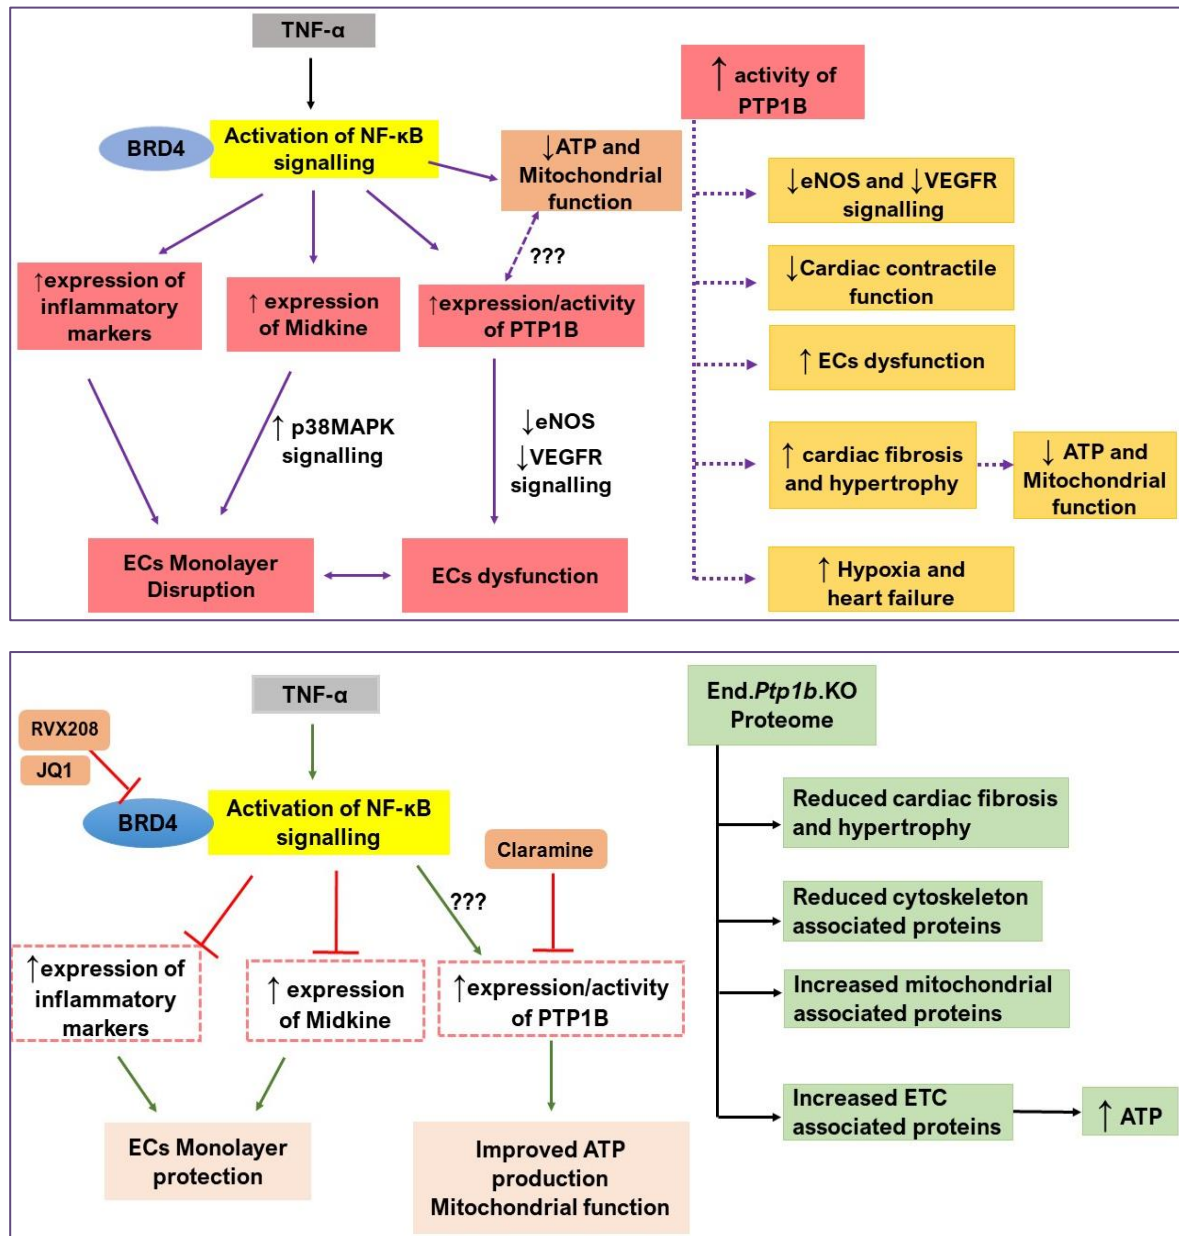 TNF-α
BRD4
Activation of NF-κB
signalling
↓ATP and
Mitochondrial
function
???
↑expression of
inflammatory
markers
↑ expression
of Midkine
↑expression/activity
of PTP1B
↑ p38MAPK
signalling
↓eNOS
↓VEGFR
signalling
ECs Monolayer
Disruption
ECs dysfunction
↑ activity of
PTP1B
↓eNOS and ↓VEGFR
signalling
↓Cardiac contractile
function
↑ ECs dysfunction
↑ cardiac fibrosis
and hypertrophy
↓ ATP and
Mitochondrial
function
↑ Hypoxia and
heart failure
TNF-α
RVX208
JQ1
BRD4
Activation of NF-κB
signalling
Claramine
???
↑expression of
inflammatory
markers
↑ expression
of Midkine
↑expression/activity
of PTP1B
ECs Monolayer
protection
Improved ATP
production
Mitochondrial function
End.Ptp1b.KO
Proteome
Reduced cardiac fibrosis
and hypertrophy
Reduced cytoskeleton
associated proteins
Increased mitochondrial
associated proteins
Increased ETC
associated proteins
↑ ATP